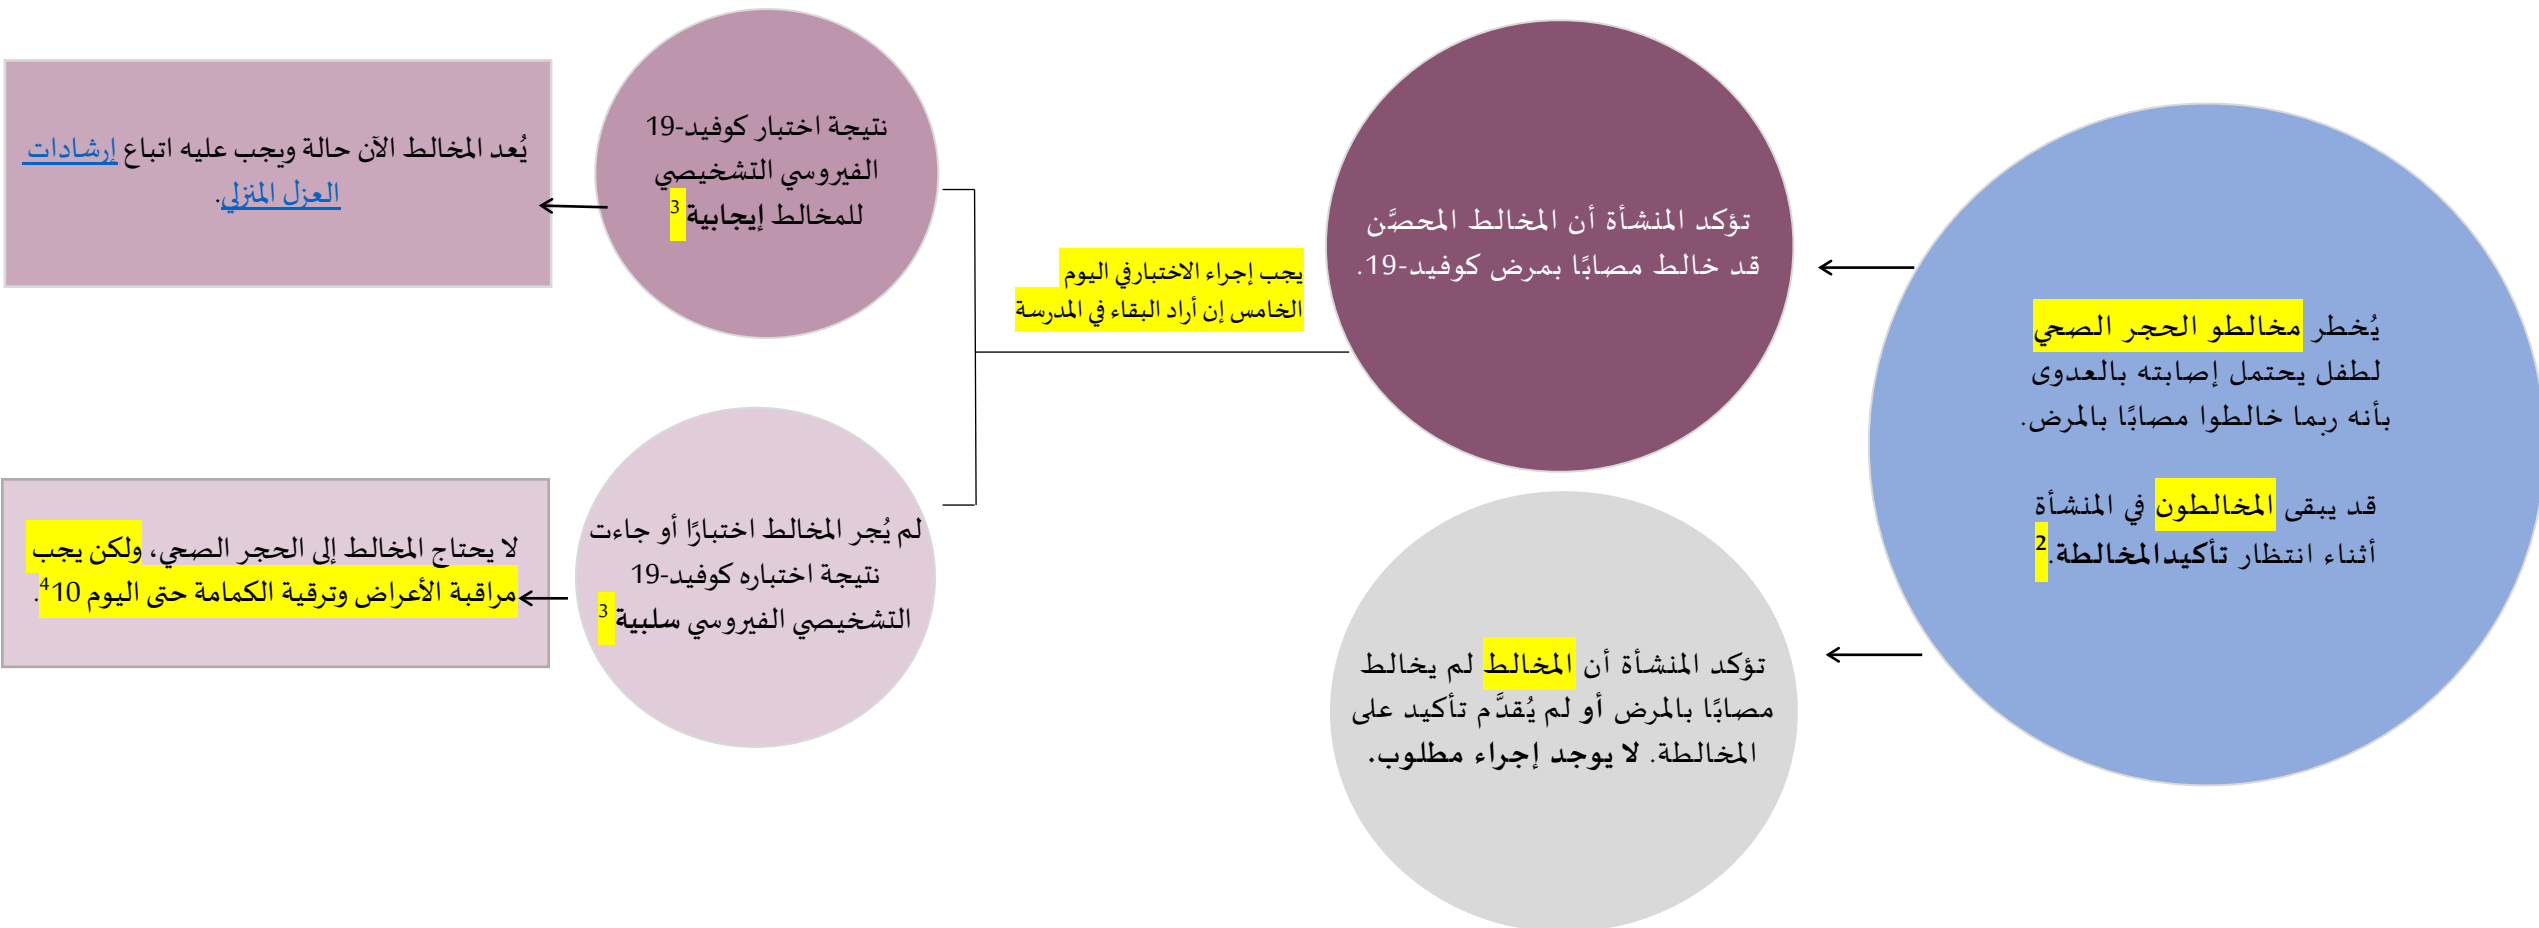 يُخطر مخالطو الحجر الصحي
لطفل يحتمل إصابته بالعدوى
بأنه ربما خالطوا مصابًا بالمرض.
قد يبقى المخالطون في المنشأة
أثناء انتظار تأكيدالمخالطة.2
تؤكد المنشأة أن المخالط المحصَّن
قد خالط مصابًا بمرض كوفيد-19.
تؤكد المنشأة أن المخالط لم يخالط
مصابًا بالمرض أو لم يُقدَّم تأكيد على
المخالطة. لا يوجد إجراء مطلوب.
يجب إجراء الاختبارفي اليوم
الخامس إن أراد البقاء في المدرسة
نتيجة اختبار كوفيد-19
الفيروسي التشخيصي
للمخالط إيجابية 3
يُعد المخالط الآن حالة ويجب عليه اتباع إرشادات
العزل المنزلي.
لم يُجر المخالط اختبارًا أو جاءت
نتيجة اختباره كوفيد-19
التشخيصي الفيروسي سلبية 3
لا يحتاج المخالط إلى الحجر الصحي، ولكن يجب
مراقبة الأعراض وترقية الكمامة حتى اليوم 10⁴.